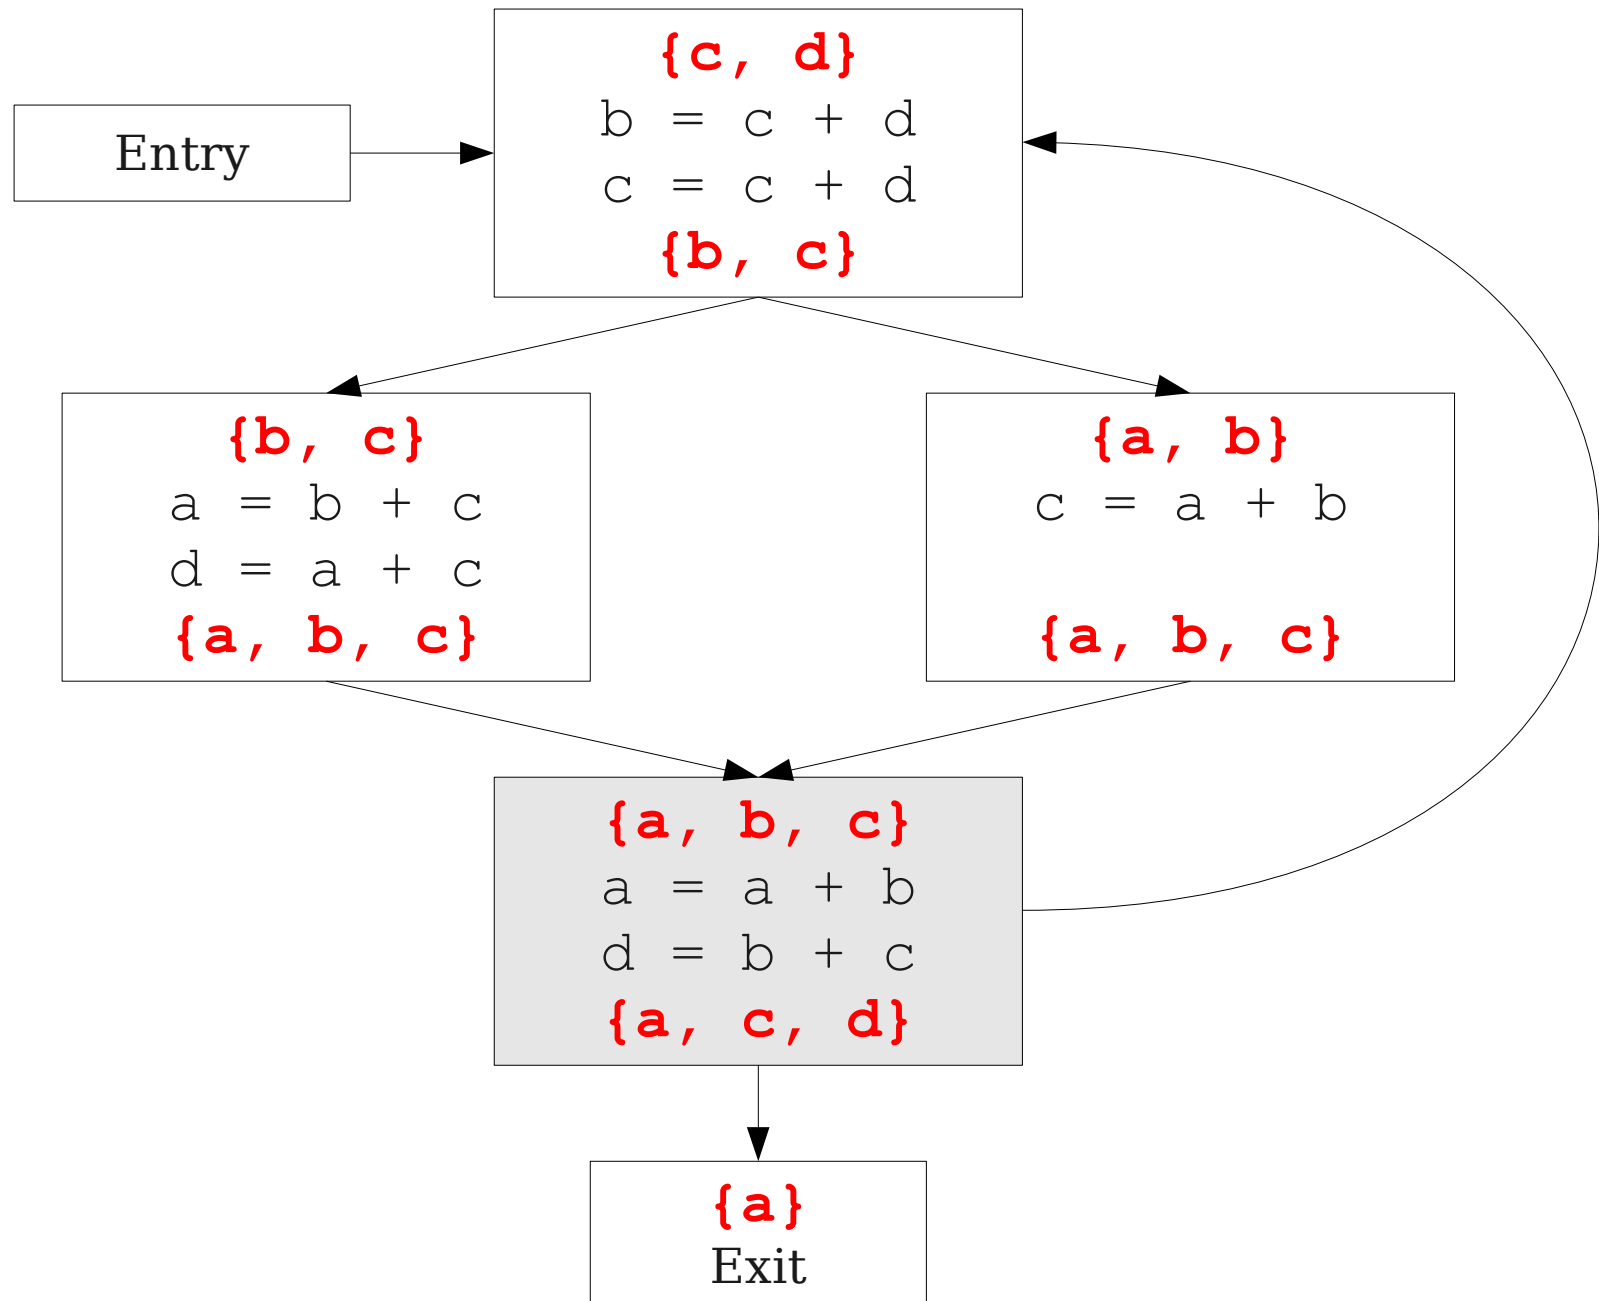 {c, d}
b = c + d
c = c + d
{b, c}
Entry
{b, c}
a = b + c
d = a + c
{a, b, c}
{a, b}
c = a + b
{a, b, c}
{a, b, c}
a = a + b
d = b + c
{a, c, d}
{a}
Exit